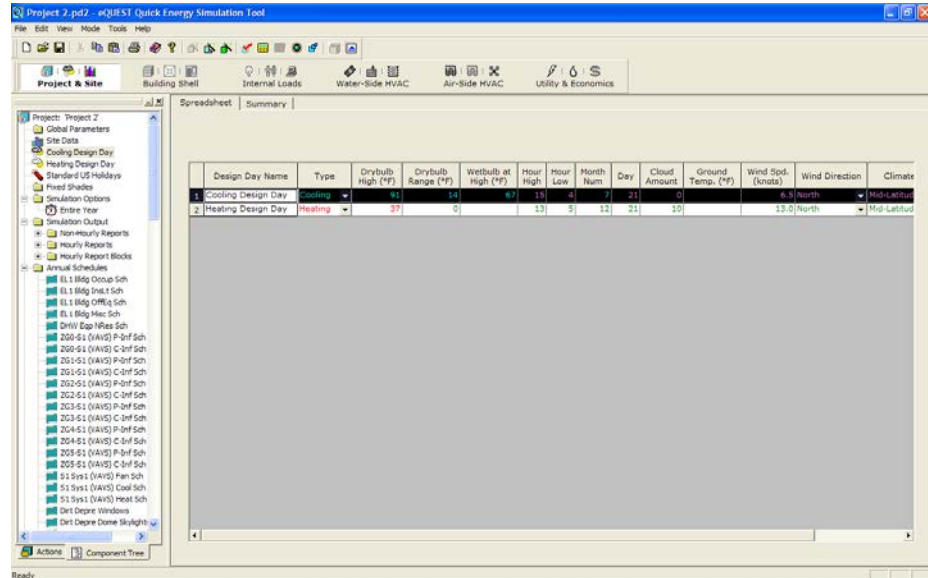 Project 2.pd2 - eQUEST Quick Energy Simulation Tool
File Edit View Mode Tools Help
Project & Site Building Shell Internal Loads Water-Side HVAC Air-Side HVAC Utility & Economics
Spreadsheet Summary
Project: 'Project 2'
Global Parameters
Site Data
Cooling Design Day
Heating Design Day
Standard US Holidays
Fixed Shades
Simulation Options
Entire Year
Simulation Output
Non-Hourly Reports
Hourly Reports
Hourly Report Blocks
Annual Schedules
EL1 Bldg Occup Sch
EL1 Bldg InsLt Sch
EL1 Bldg OffEq Sch
EL1 Bldg Misc Sch
DHW Eqp NRes Sch
ZG0-S1 (VAVS) P-Inf Sch
ZG0-S1 (VAVS) C-Inf Sch
ZG1-S1 (VAVS) P-Inf Sch
ZG1-S1 (VAVS) C-Inf Sch
ZG2-S1 (VAVS) P-Inf Sch
ZG2-S1 (VAVS) C-Inf Sch
ZG3-S1 (VAVS) P-Inf Sch
ZG3-S1 (VAVS) C-Inf Sch
ZG4-S1 (VAVS) P-Inf Sch
ZG4-S1 (VAVS) C-Inf Sch
ZG5-S1 (VAVS) P-Inf Sch
ZG5-S1 (VAVS) C-Inf Sch
S1 Sys1 (VAVS) Fan Sch
S1 Sys1 (VAVS) Cool Sch
S1 Sys1 (VAVS) Heat Sch
Dirt Depre Windows
Dirt Depre Dome Skylight
Actions Component Tree
Design Day Name Type Drybulb High (°F) Drybulb Range (°F) Wetbulb at High (°F) Hour High Hour Low Month Num Day Cloud Amount Ground Temp. (°F) Wind Spd. (knots) Wind Direction Climate
1 Cooling Design Day Cooling 91 14 67 15 4 7 21 0 6.5 North Mid-Latitud
2 Heating Design Day Heating 37 0 13 5 12 21 10 13.0 North Mid-Latitud
Ready